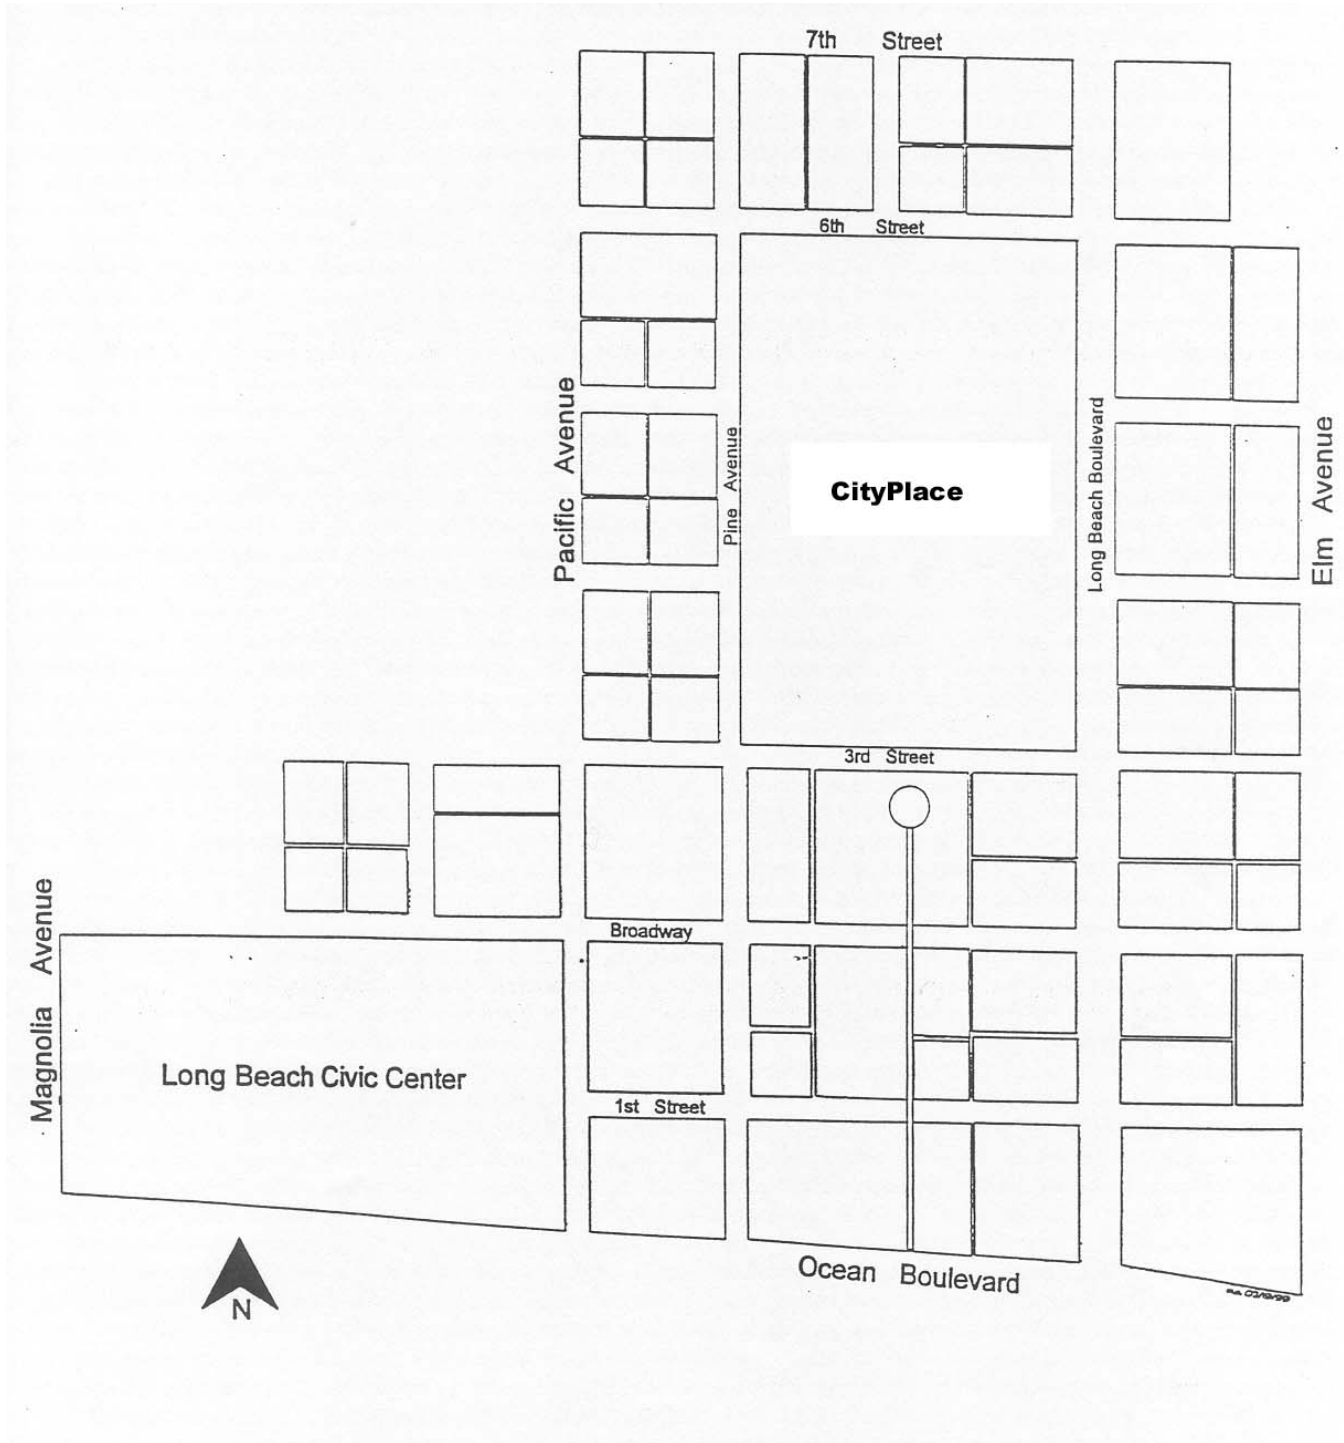 7th Street
6th Street
Pacific Avenue
Pine Avenue
CityPlace
Long Beach Boulevard
Elm Avenue
3rd Street
Magnolia Avenue
Broadway
Long Beach Civic Center
1st Street
Ocean Boulevard
N